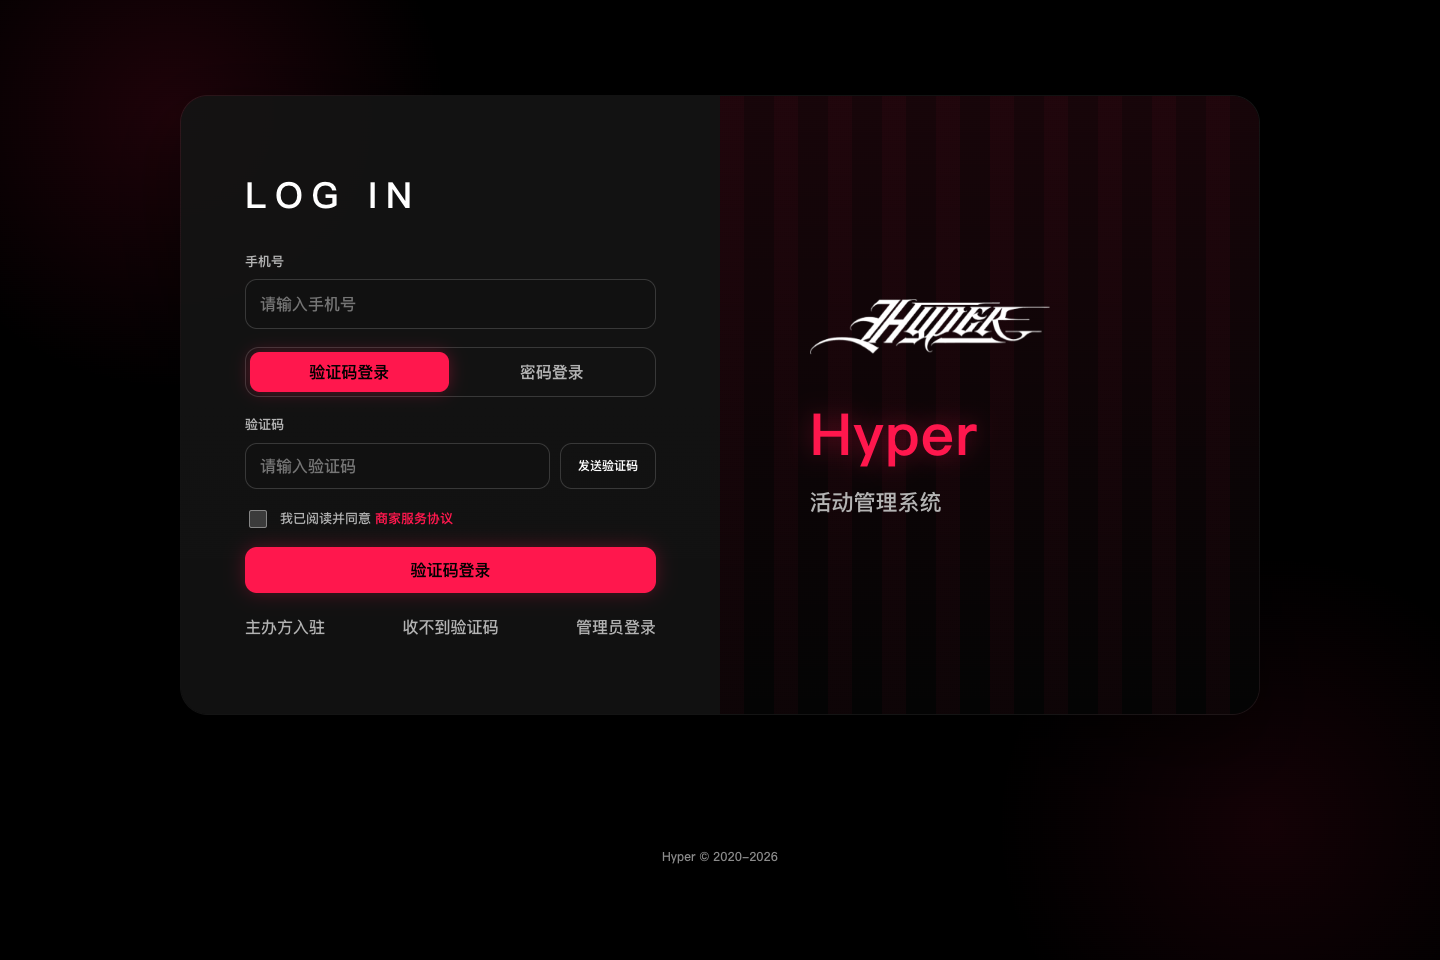 LOG IN
手机号
请输入手机号
验证码登录
密码登录
验证码
请输入验证码
发送验证码
我已阅读并同意 商家服务协议
验证码登录
主办方入驻
收不到验证码
管理员登录
HYPER
Hyper
活动管理系统
Hyper © 2020–2026